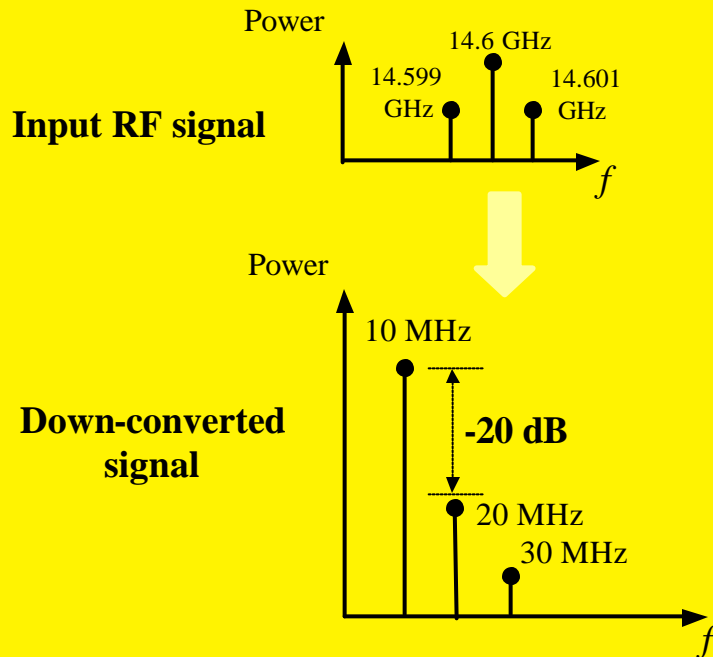 Power
14.6 GHz
14.599
GHz
14.601
GHz
Input RF signal
f
Power
10 MHz
Down-converted
signal
-20 dB
20 MHz
30 MHz
f